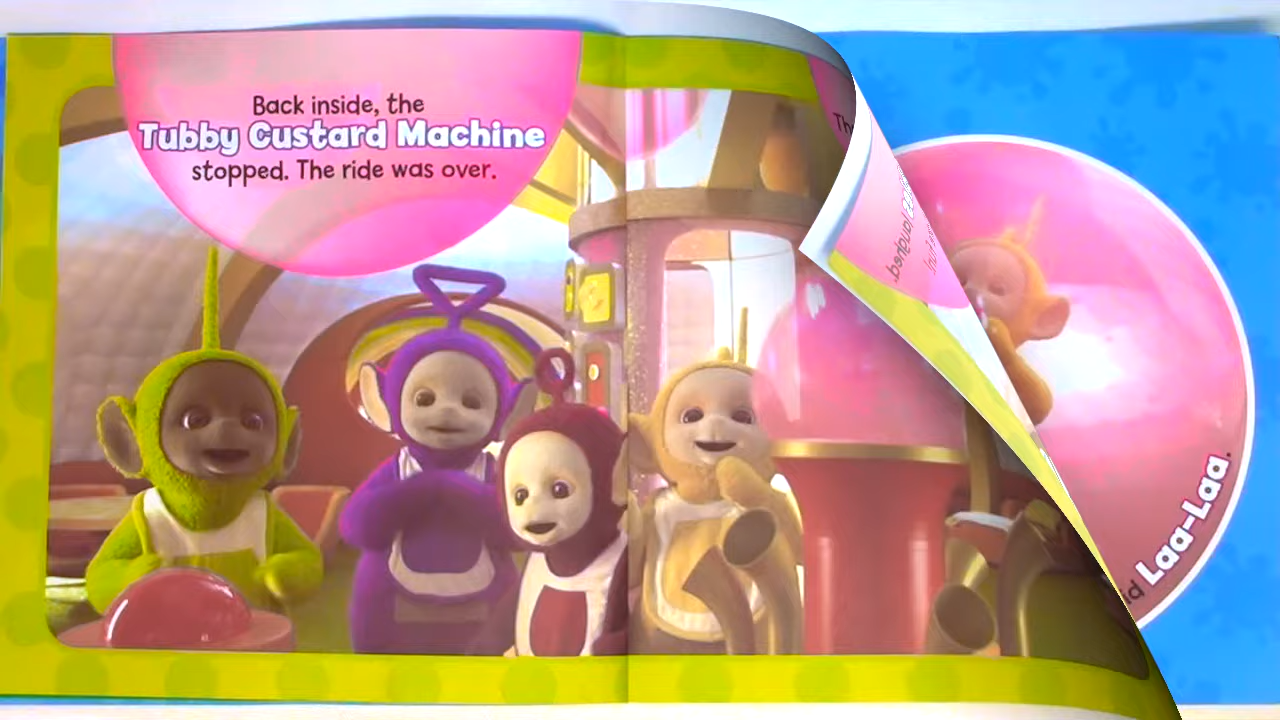 Back inside, the
Tubby Custard Machine
stopped. The ride was over.
Laa-Laa.